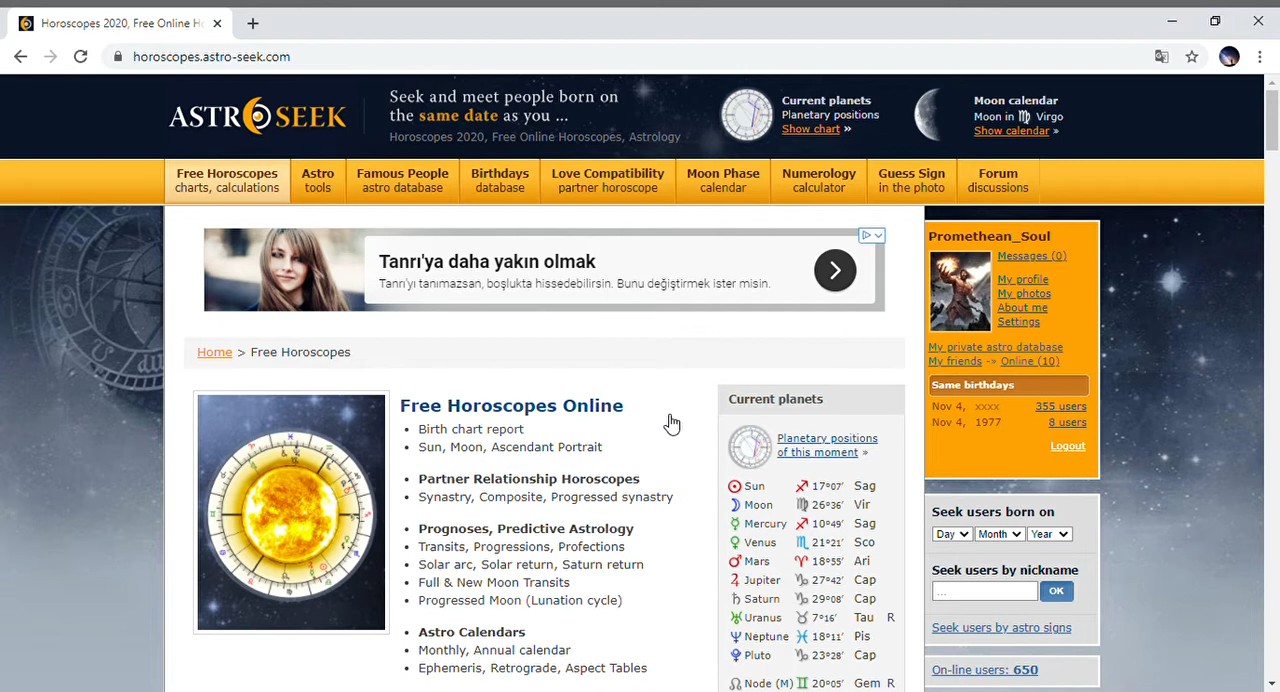 Horoscopes 2020, Free Online Ho
horoscopes.astro-seek.com
ASTROSEEK
Seek and meet people born on
the same date as you ...
Horoscopes 2020, Free Online Horoscopes, Astrology
Current planets
Planetary positions
Show chart »
Moon calendar
Moon in ♍ Virgo
Show calendar »
Free Horoscopes
charts, calculations
Astro
tools
Famous People
astro database
Birthdays
database
Love Compatibility
partner horoscope
Moon Phase
calendar
Numerology
calculator
Guess Sign
in the photo
Forum
discussions
Tanrı'ya daha yakın olmak
Tanrı'yı tanımazsan, boşlukta hissedebilirsin. Bunu değiştirmek ister misin.
Home > Free Horoscopes
Free Horoscopes Online
• Birth chart report
• Sun, Moon, Ascendant Portrait
• Partner Relationship Horoscopes
• Synastry, Composite, Progressed synastry
• Prognoses, Predictive Astrology
• Transits, Progressions, Profections
• Solar arc, Solar return, Saturn return
• Full & New Moon Transits
• Progressed Moon (Lunation cycle)
• Astro Calendars
• Monthly, Annual calendar
• Ephemeris, Retrograde, Aspect Tables
Current planets
Planetary positions
of this moment »
☉ Sun ♐ 17°07' Sag
☽ Moon ♍ 26°36' Vir
☿ Mercury ♐ 10°49' Sag
♀ Venus ♏ 21°21' Sco
♂ Mars ♈ 18°55' Ari
♃ Jupiter ♑ 27°42' Cap
♄ Saturn ♑ 29°08' Cap
♅ Uranus ♉ 7°16' Tau R
♆ Neptune ♓ 18°11' Pis
Pluto ♑ 23°28' Cap
☊ Node (M) ♊ 20°05' Gem R
Promethean_Soul
Messages (0)
My profile
My photos
About me
Settings
My private astro database
My friends -> Online (10)
Same birthdays
Nov 4, xxxx 355 users
Nov 4, 1977 8 users
Logout
Seek users born on
Day Month Year
Seek users by nickname
... OK
Seek users by astro signs
On-line users: 650